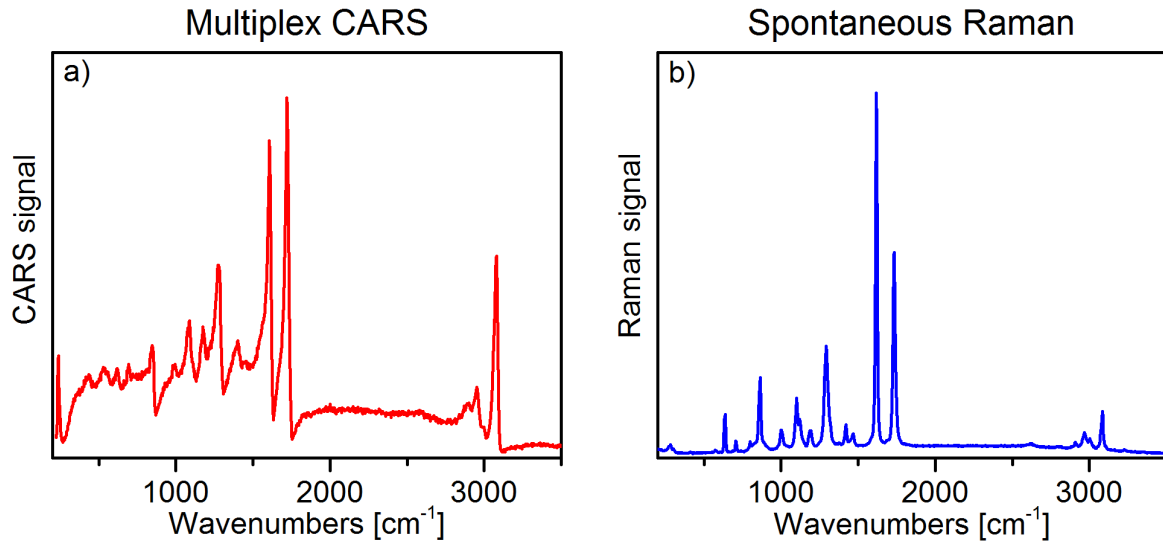 Multiplex CARS
a)
CARS signal
1000
2000
3000
Wavenumbers [cm⁻¹]
Spontaneous Raman
b)
Raman signal
1000
2000
3000
Wavenumbers [cm⁻¹]